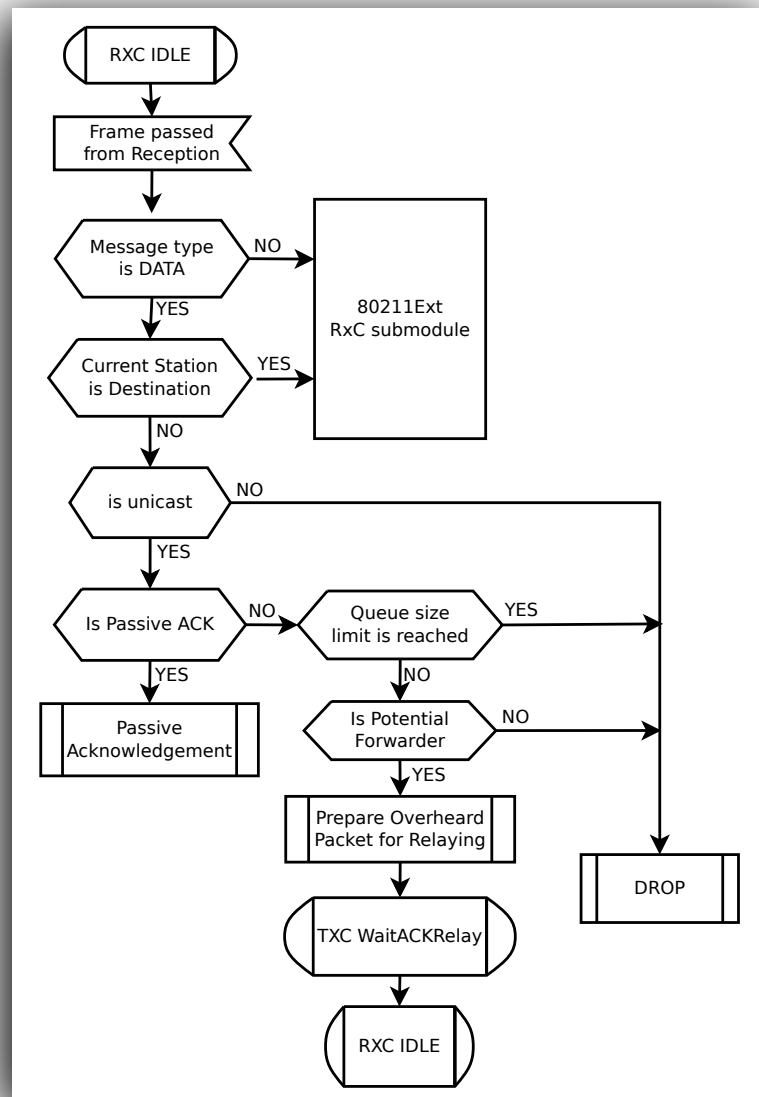 RXC IDLE
Frame passed
from Reception
Message type
is DATA
NO
YES
80211Ext
RxC submodule
Current Station
is Destination
YES
NO
is unicast
NO
YES
Is Passive ACK
NO
Queue size
limit is reached
YES
YES
NO
Passive
Acknowledgement
Is Potential
Forwarder
NO
YES
Prepare Overheard
Packet for Relaying
DROP
TXC WaitACKRelay
RXC IDLE